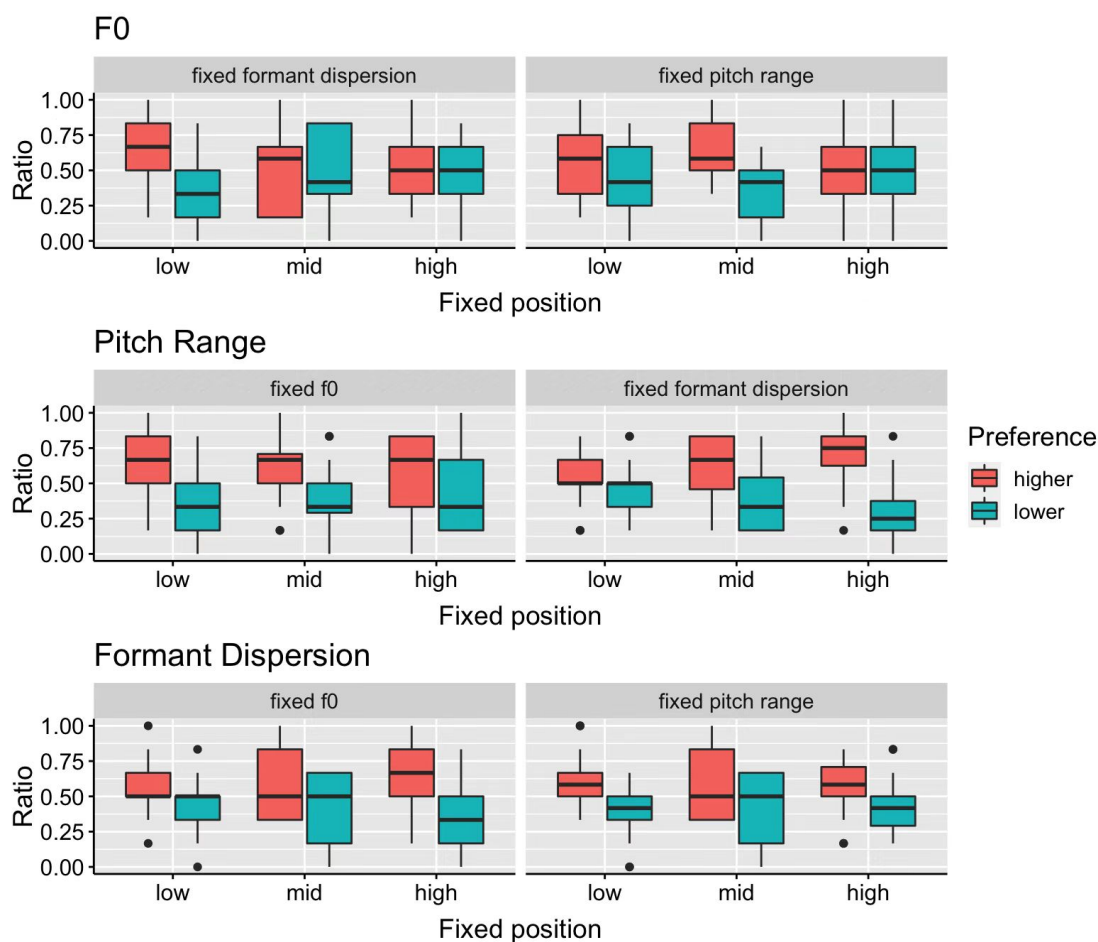 F0
fixed formant dispersion
fixed pitch range
Ratio
1.00
0.75
0.50
0.25
0.00
low
mid
high
low
mid
high
Fixed position
Pitch Range
fixed f0
fixed formant dispersion
Ratio
1.00
0.75
0.50
0.25
0.00
low
mid
high
low
mid
high
Fixed position
Preference
higher
lower
Formant Dispersion
fixed f0
fixed pitch range
Ratio
1.00
0.75
0.50
0.25
0.00
low
mid
high
low
mid
high
Fixed position